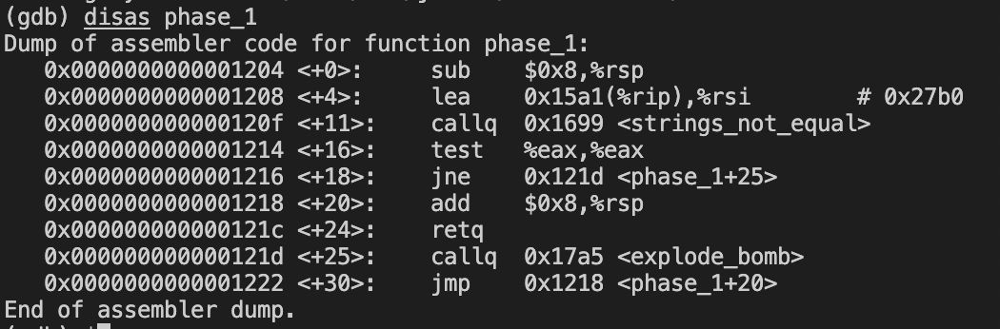 (gdb) disas phase_1
Dump of assembler code for function phase_1:
   0x0000000000001204 <+0>:     sub    $0x8,%rsp
   0x0000000000001208 <+4>:     lea    0x15a1(%rip),%rsi        # 0x27b0
   0x000000000000120f <+11>:    callq  0x1699 <strings_not_equal>
   0x0000000000001214 <+16>:    test   %eax,%eax
   0x0000000000001216 <+18>:    jne    0x121d <phase_1+25>
   0x0000000000001218 <+20>:    add    $0x8,%rsp
   0x000000000000121c <+24>:    retq
   0x000000000000121d <+25>:    callq  0x17a5 <explode_bomb>
   0x0000000000001222 <+30>:    jmp    0x1218 <phase_1+20>
End of assembler dump.